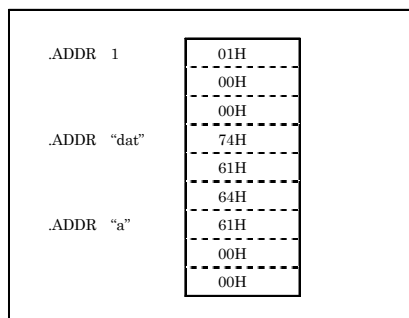 .ADDR 1 01H
00H
00H
.ADDR “dat” 74H
61H
64H
.ADDR “a” 61H
00H
00H